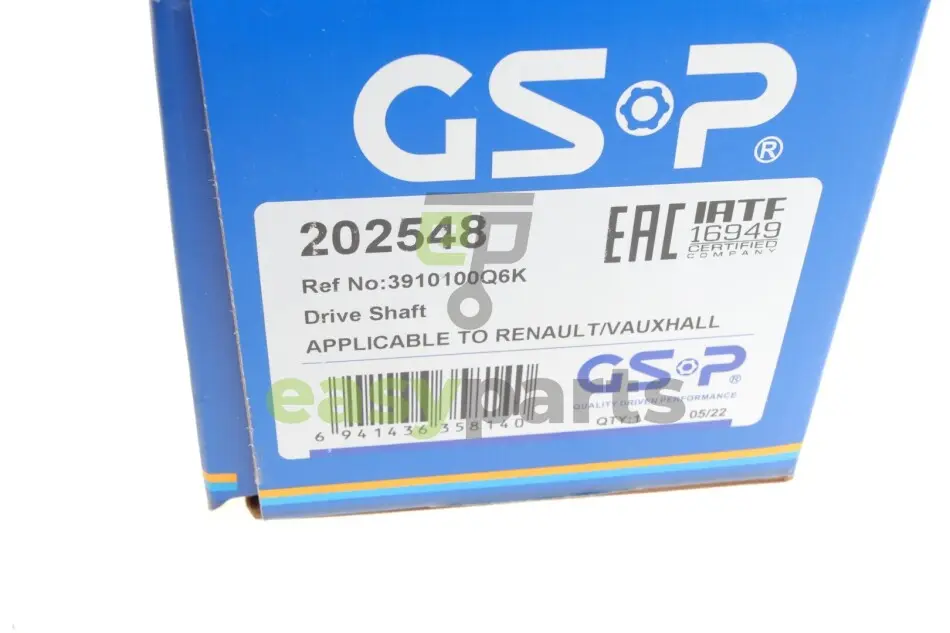 GSP®
202548
EAC
IATF
16949
CERTIFIED
COMPANY
Ref No:3910100Q6K
Drive Shaft
APPLICABLE TO RENAULT/VAUXHALL
GSP®
QUALITY DRIVEN PERFORMANCE
6 941436 358140
QTY:1
05/22
ep
easyparts